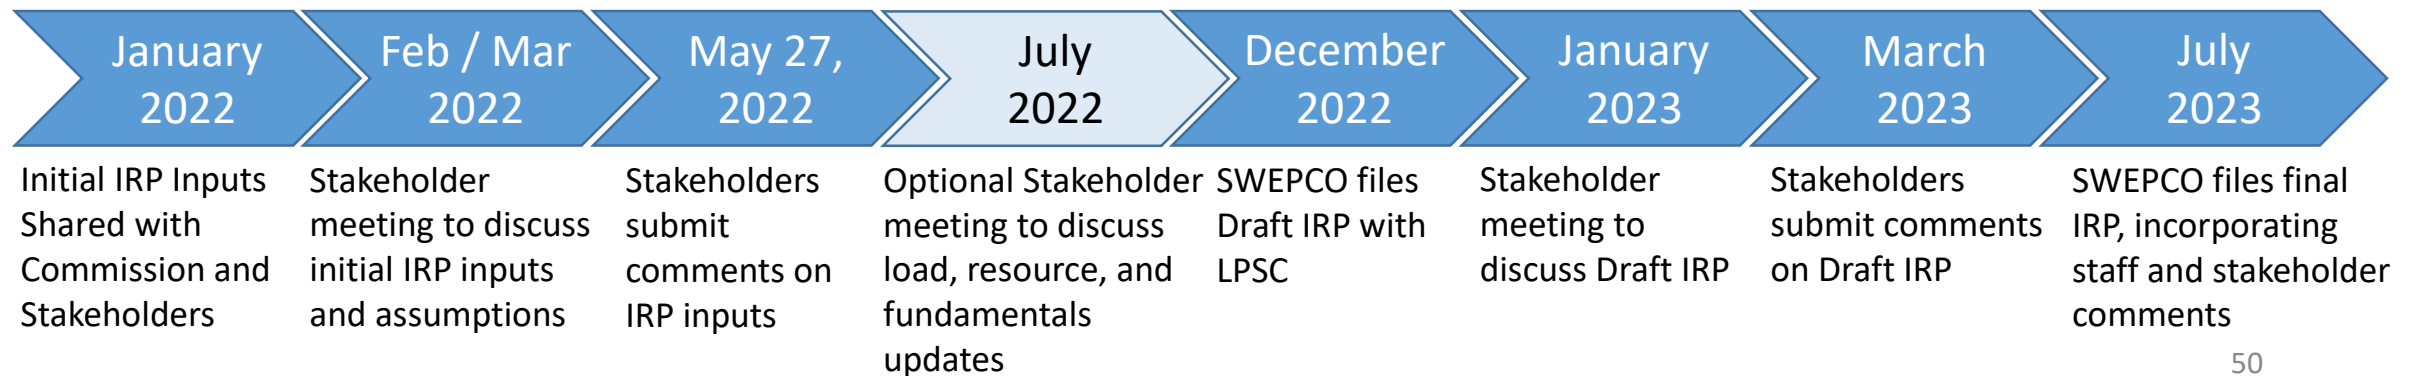 January
2022
Feb / Mar
2022
May 27,
2022
July
2022
December
2022
January
2023
March
2023
July
2023
Initial IRP Inputs
Shared with
Commission and
Stakeholders
Stakeholder
meeting to discuss
initial IRP inputs
and assumptions
Stakeholders
submit
comments on
IRP inputs
Optional Stakeholder
meeting to discuss
load, resource, and
fundamentals
updates
SWEPCO files
Draft IRP with
LPSC
Stakeholder
meeting to
discuss Draft IRP
Stakeholders
submit comments
on Draft IRP
SWEPCO files final
IRP, incorporating
staff and stakeholder
comments
50